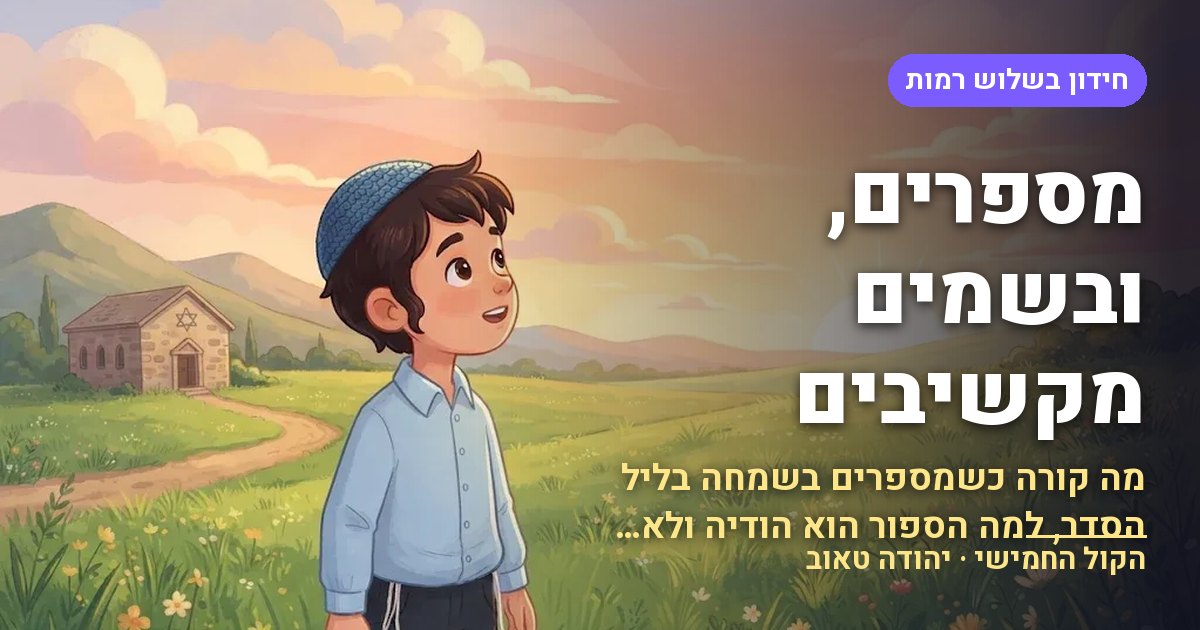 חידון בשלוש רמות
מספרים,
ובשמים
מקשיבים
מה קורה כשמספרים בשמחה בליל
הסדר, למה הספור הוא הודיה ולא...
הקול החמישי · יהודה טאוב